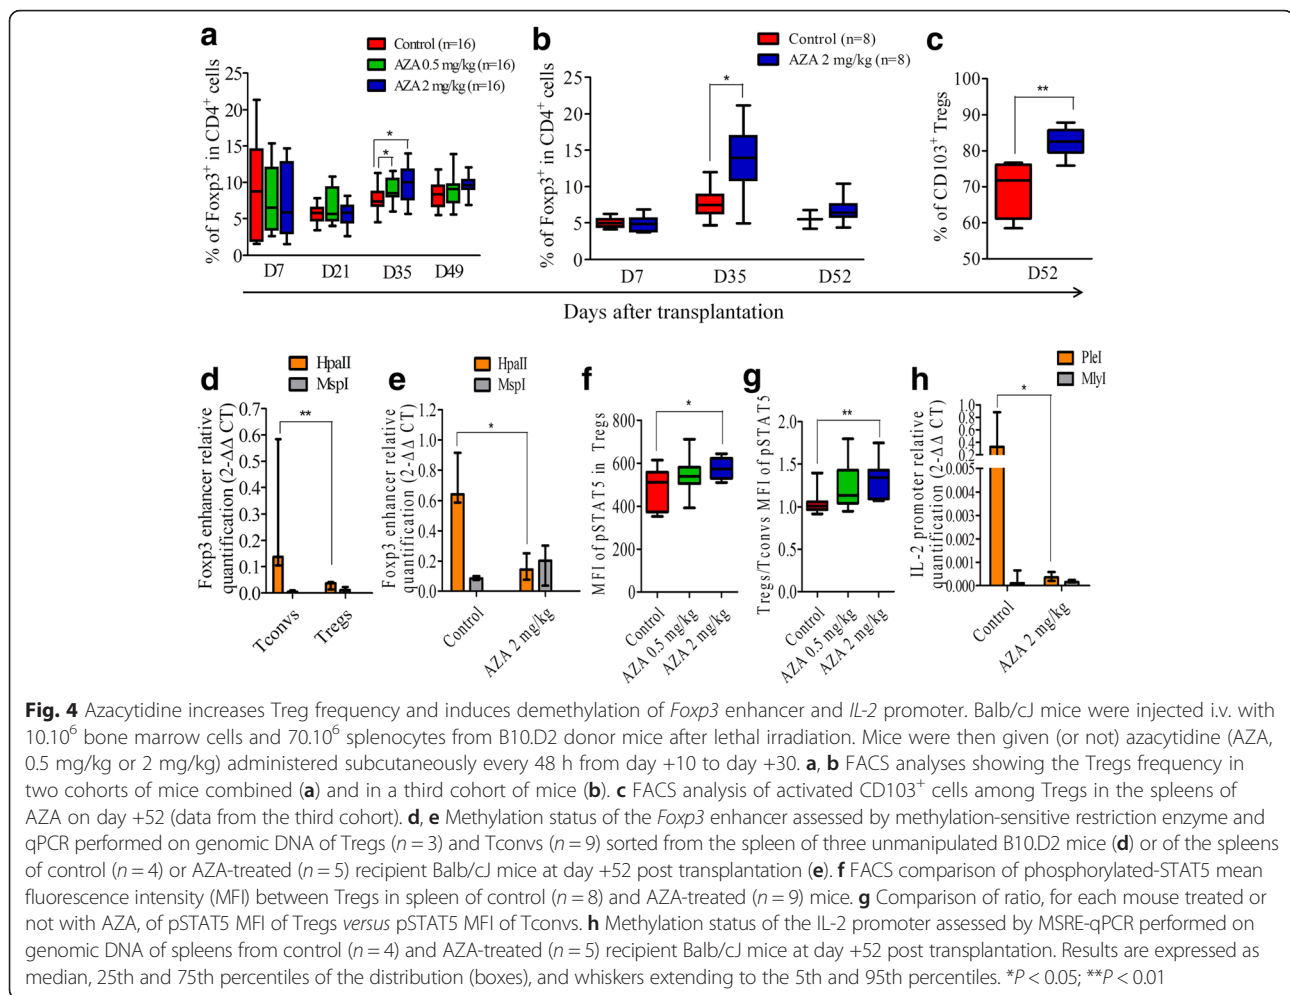 a
Control (n=16)
AZA 0.5 mg/kg (n=16)
AZA 2 mg/kg (n=16)
% of Foxp3+ in CD4+ cells
25
20
15
10
5
0
*
*
D7 D21 D35 D49
b
Control (n=8)
AZA 2 mg/kg (n=8)
% of Foxp3+ in CD4+ cells
25
20
15
10
5
0
*
D7 D35 D52
c
% of CD103+ Tregs
100
90
80
70
60
50
**
D52
Days after transplantation
d
HpaII
MspI
Foxp3 enhancer relative
quantification (2-ΔΔ CT)
0.7
0.6
0.5
0.4
0.3
0.2
0.1
0.0
**
Tconvs Tregs
e
HpaII
MspI
Foxp3 enhancer relative
quantification (2-ΔΔ CT)
1.2
1.0
0.8
0.6
0.4
0.2
0.0
*
Control AZA 2 mg/kg
f
MFI of pSTAT5 in Tregs
800
600
400
200
0
*
Control AZA 0.5 mg/kg AZA 2 mg/kg
g
Tregs/Tconvs MFI of pSTAT5
2.0
1.5
1.0
0.5
0.0
**
Control AZA 0.5 mg/kg AZA 2 mg/kg
h
PleI
MlyI
IL-2 promoter relative
quantification (2-ΔΔ CT)
1.0
0.8
0.6
0.4
0.2
0.005
0.004
0.003
0.002
0.001
0.000
*
Control AZA 2 mg/kg
Fig. 4 Azacytidine increases Treg frequency and induces demethylation of Foxp3 enhancer and IL-2 promoter. Balb/cJ mice were injected i.v. with
10.10⁶ bone marrow cells and 70.10⁶ splenocytes from B10.D2 donor mice after lethal irradiation. Mice were then given (or not) azacytidine (AZA,
0.5 mg/kg or 2 mg/kg) administered subcutaneously every 48 h from day +10 to day +30. a, b FACS analyses showing the Tregs frequency in
two cohorts of mice combined (a) and in a third cohort of mice (b). c FACS analysis of activated CD103+ cells among Tregs in the spleens of
AZA on day +52 (data from the third cohort). d, e Methylation status of the Foxp3 enhancer assessed by methylation-sensitive restriction enzyme and
qPCR performed on genomic DNA of Tregs (n = 3) and Tconvs (n = 9) sorted from the spleen of three unmanipulated B10.D2 mice (d) or of the spleens
of control (n = 4) or AZA-treated (n = 5) recipient Balb/cJ mice at day +52 post transplantation (e). f FACS comparison of phosphorylated-STAT5 mean
fluorescence intensity (MFI) between Tregs in spleen of control (n = 8) and AZA-treated (n = 9) mice. g Comparison of ratio, for each mouse treated or
not with AZA, of pSTAT5 MFI of Tregs versus pSTAT5 MFI of Tconvs. h Methylation status of the IL-2 promoter assessed by MSRE-qPCR performed on
genomic DNA of spleens from control (n = 4) and AZA-treated (n = 5) recipient Balb/cJ mice at day +52 post transplantation. Results are expressed as
median, 25th and 75th percentiles of the distribution (boxes), and whiskers extending to the 5th and 95th percentiles. *P < 0.05; **P < 0.01